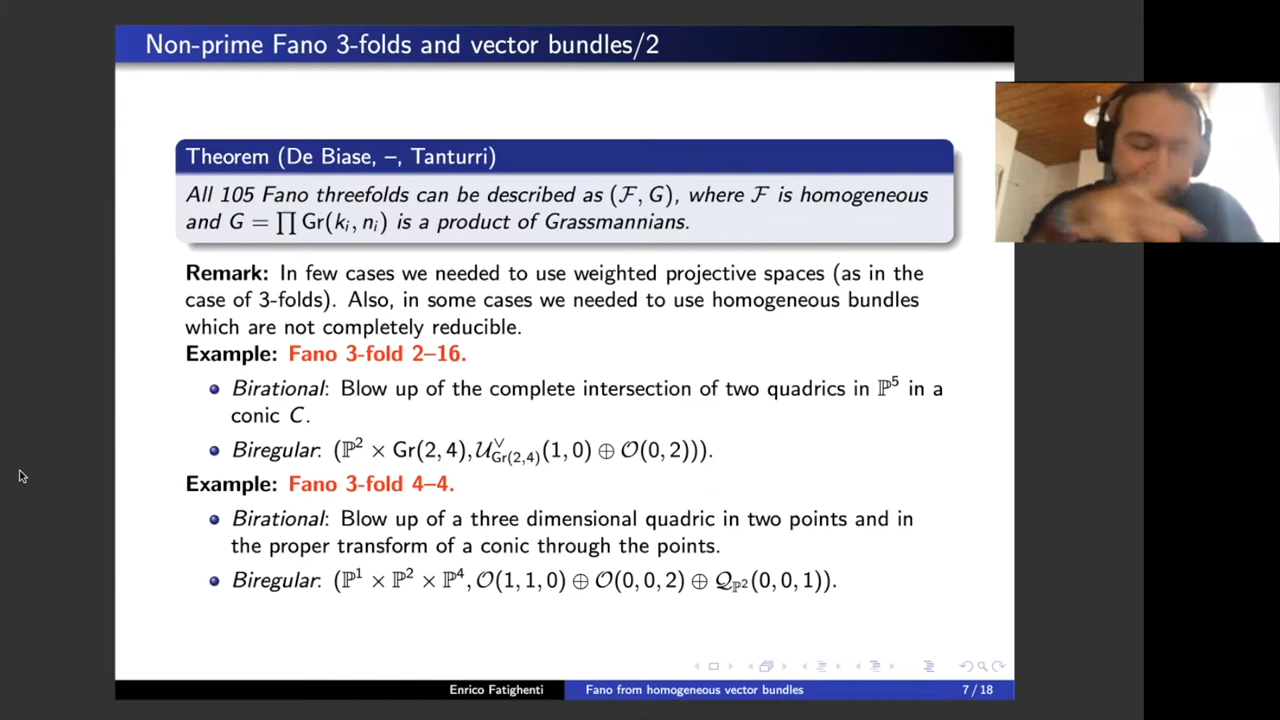 Non-prime Fano 3-folds and vector bundles/2
Theorem (De Biase, –, Tanturri)
All 105 Fano threefolds can be described as (ℱ, G), where ℱ is homogeneous
and G = ∏ Gr(kᵢ, nᵢ) is a product of Grassmannians.
Remark: In few cases we needed to use weighted projective spaces (as in the
case of 3-folds). Also, in some cases we needed to use homogeneous bundles
which are not completely reducible.
Example: Fano 3-fold 2–16.
Birational: Blow up of the complete intersection of two quadrics in ℙ⁵ in a
conic C.
Biregular: (ℙ² × Gr(2, 4), 𝒰^∨_Gr(2,4)(1, 0) ⊕ 𝒪(0, 2))).
Example: Fano 3-fold 4–4.
Birational: Blow up of a three dimensional quadric in two points and in
the proper transform of a conic through the points.
Biregular: (ℙ¹ × ℙ² × ℙ⁴, 𝒪(1, 1, 0) ⊕ 𝒪(0, 0, 2) ⊕ 𝒬_ℙ²(0, 0, 1)).
Enrico Fatighenti Fano from homogeneous vector bundles 7 / 18